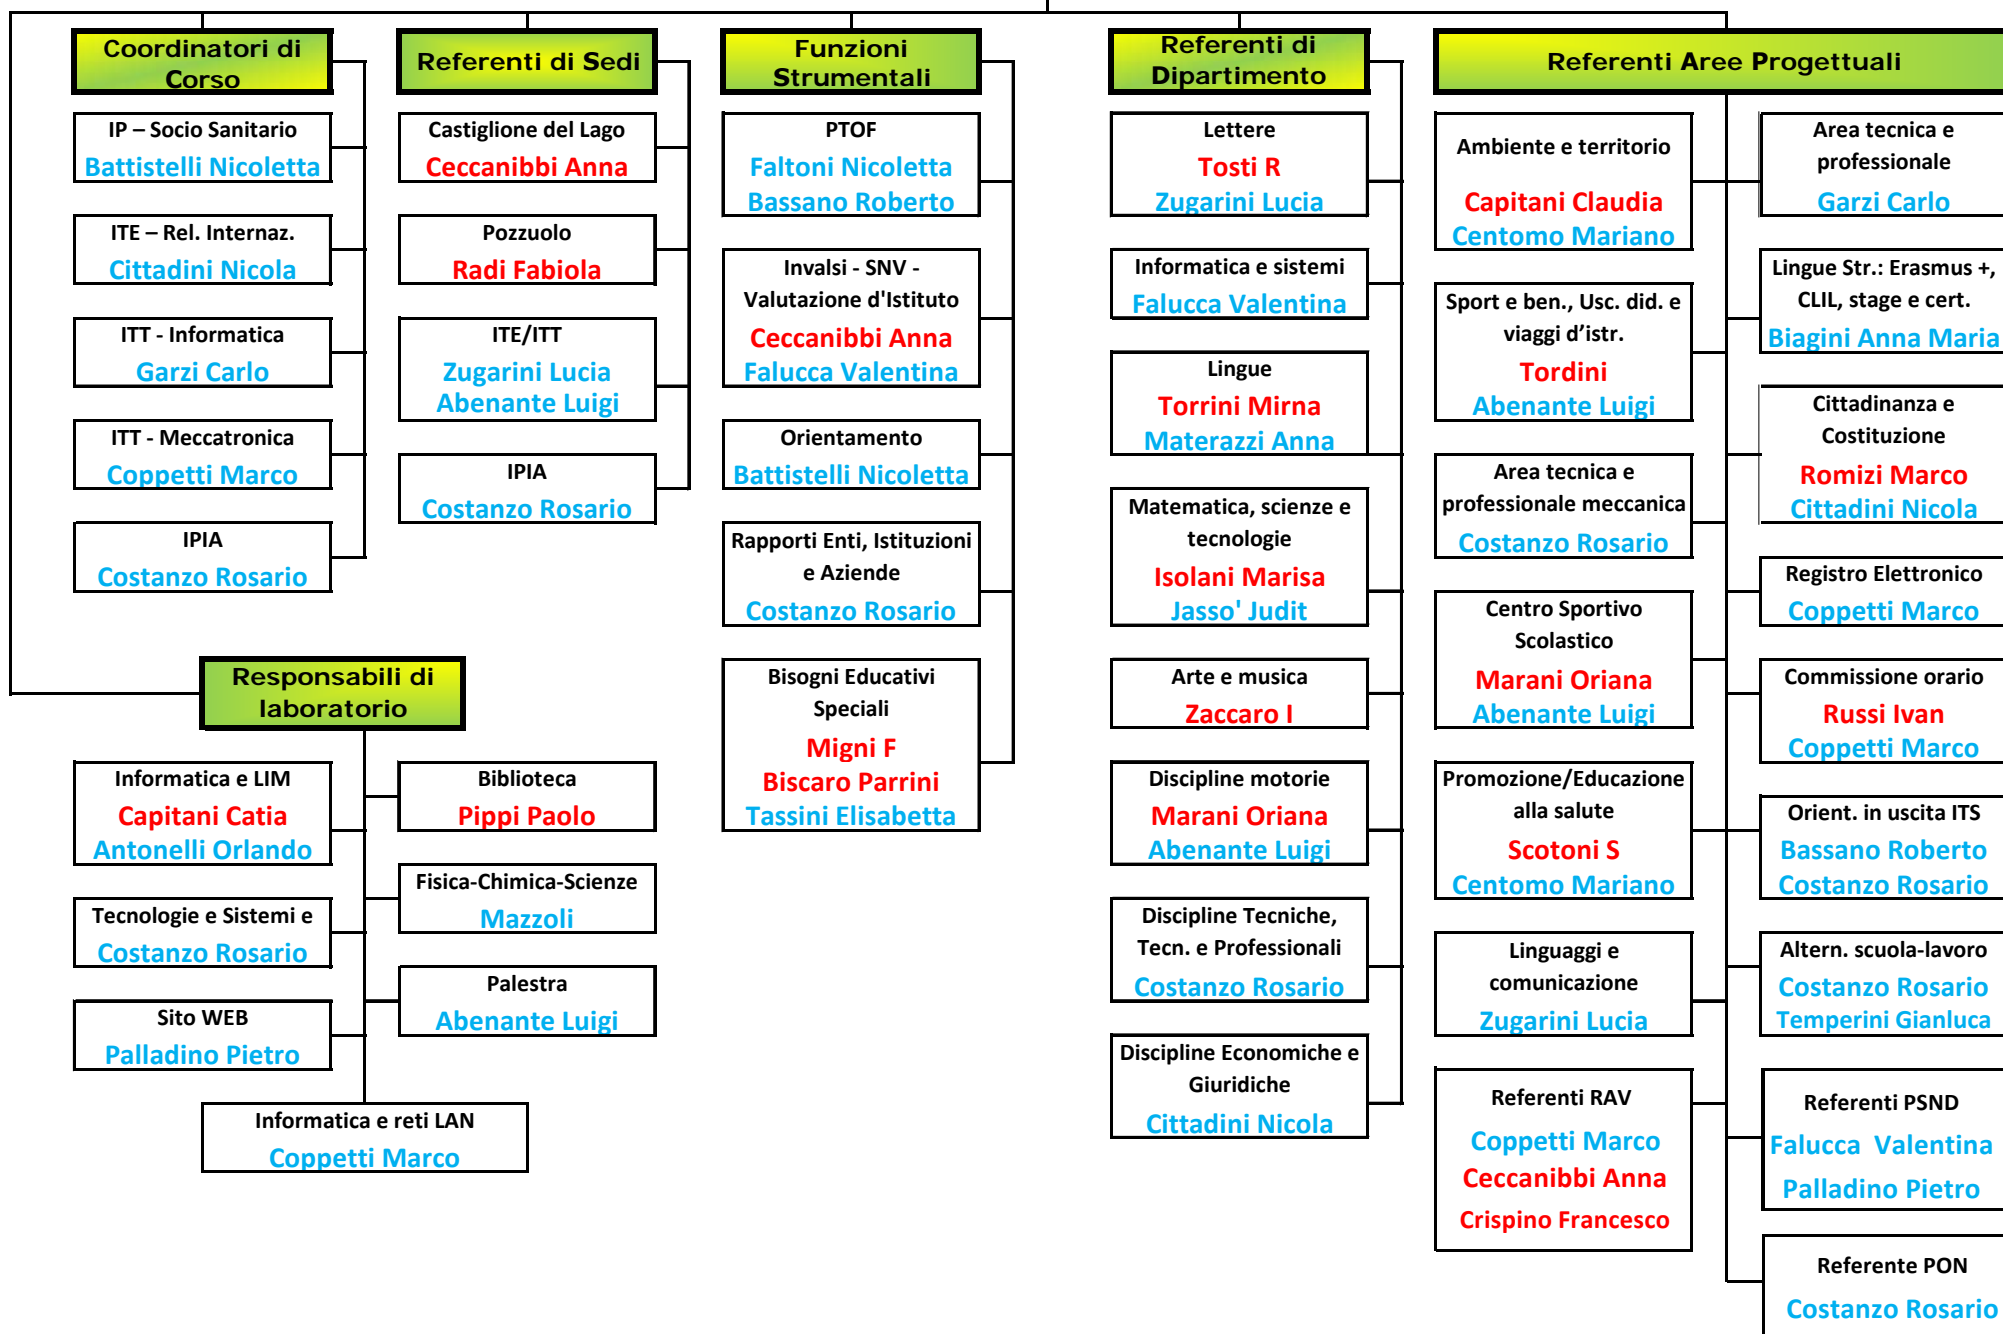 Coordinatori di
Corso
IP – Socio Sanitario
Battistelli Nicoletta
ITE – Rel. Internaz.
Cittadini Nicola
ITT - Informatica
Garzi Carlo
ITT - Meccatronica
Coppetti Marco
IPIA
Costanzo Rosario
Referenti di Sedi
Castiglione del Lago
Ceccanibbi Anna
Pozzuolo
Radi Fabiola
ITE/ITT
Zugarini Lucia
Abenante Luigi
IPIA
Costanzo Rosario
Responsabili di
laboratorio
Informatica e LIM
Capitani Catia
Antonelli Orlando
Tecnologie e Sistemi e
Costanzo Rosario
Sito WEB
Palladino Pietro
Biblioteca
Pippi Paolo
Fisica-Chimica-Scienze
Mazzoli
Palestra
Abenante Luigi
Informatica e reti LAN
Coppetti Marco
Funzioni
Strumentali
PTOF
Faltoni Nicoletta
Bassano Roberto
Invalsi - SNV -
Valutazione d'Istituto
Ceccanibbi Anna
Falucca Valentina
Orientamento
Battistelli Nicoletta
Rapporti Enti, Istituzioni
e Aziende
Costanzo Rosario
Bisogni Educativi
Speciali
Migni F
Biscaro Parrini
Tassini Elisabetta
Referenti di
Dipartimento
Lettere
Tosti R
Zugarini Lucia
Informatica e sistemi
Falucca Valentina
Lingue
Torrini Mirna
Materazzi Anna
Matematica, scienze e
tecnologie
Isolani Marisa
Jasso' Judit
Arte e musica
Zaccaro I
Discipline motorie
Marani Oriana
Abenante Luigi
Discipline Tecniche,
Tecn. e Professionali
Costanzo Rosario
Discipline Economiche e
Giuridiche
Cittadini Nicola
Referenti Aree Progettuali
Ambiente e territorio
Capitani Claudia
Centomo Mariano
Sport e ben., Usc. did. e
viaggi d’istr.
Tordini
Abenante Luigi
Area tecnica e
professionale meccanica
Costanzo Rosario
Centro Sportivo
Scolastico
Marani Oriana
Abenante Luigi
Promozione/Educazione
alla salute
Scotoni S
Centomo Mariano
Linguaggi e
comunicazione
Zugarini Lucia
Referenti RAV
Coppetti Marco
Ceccanibbi Anna
Crispino Francesco
Area tecnica e
professionale
Garzi Carlo
Lingue Str.: Erasmus +,
CLIL, stage e cert.
Biagini Anna Maria
Cittadinanza e
Costituzione
Romizi Marco
Cittadini Nicola
Registro Elettronico
Coppetti Marco
Commissione orario
Russi Ivan
Coppetti Marco
Orient. in uscita ITS
Bassano Roberto
Costanzo Rosario
Altern. scuola-lavoro
Costanzo Rosario
Temperini Gianluca
Referenti PSND
Falucca Valentina
Palladino Pietro
Referente PON
Costanzo Rosario